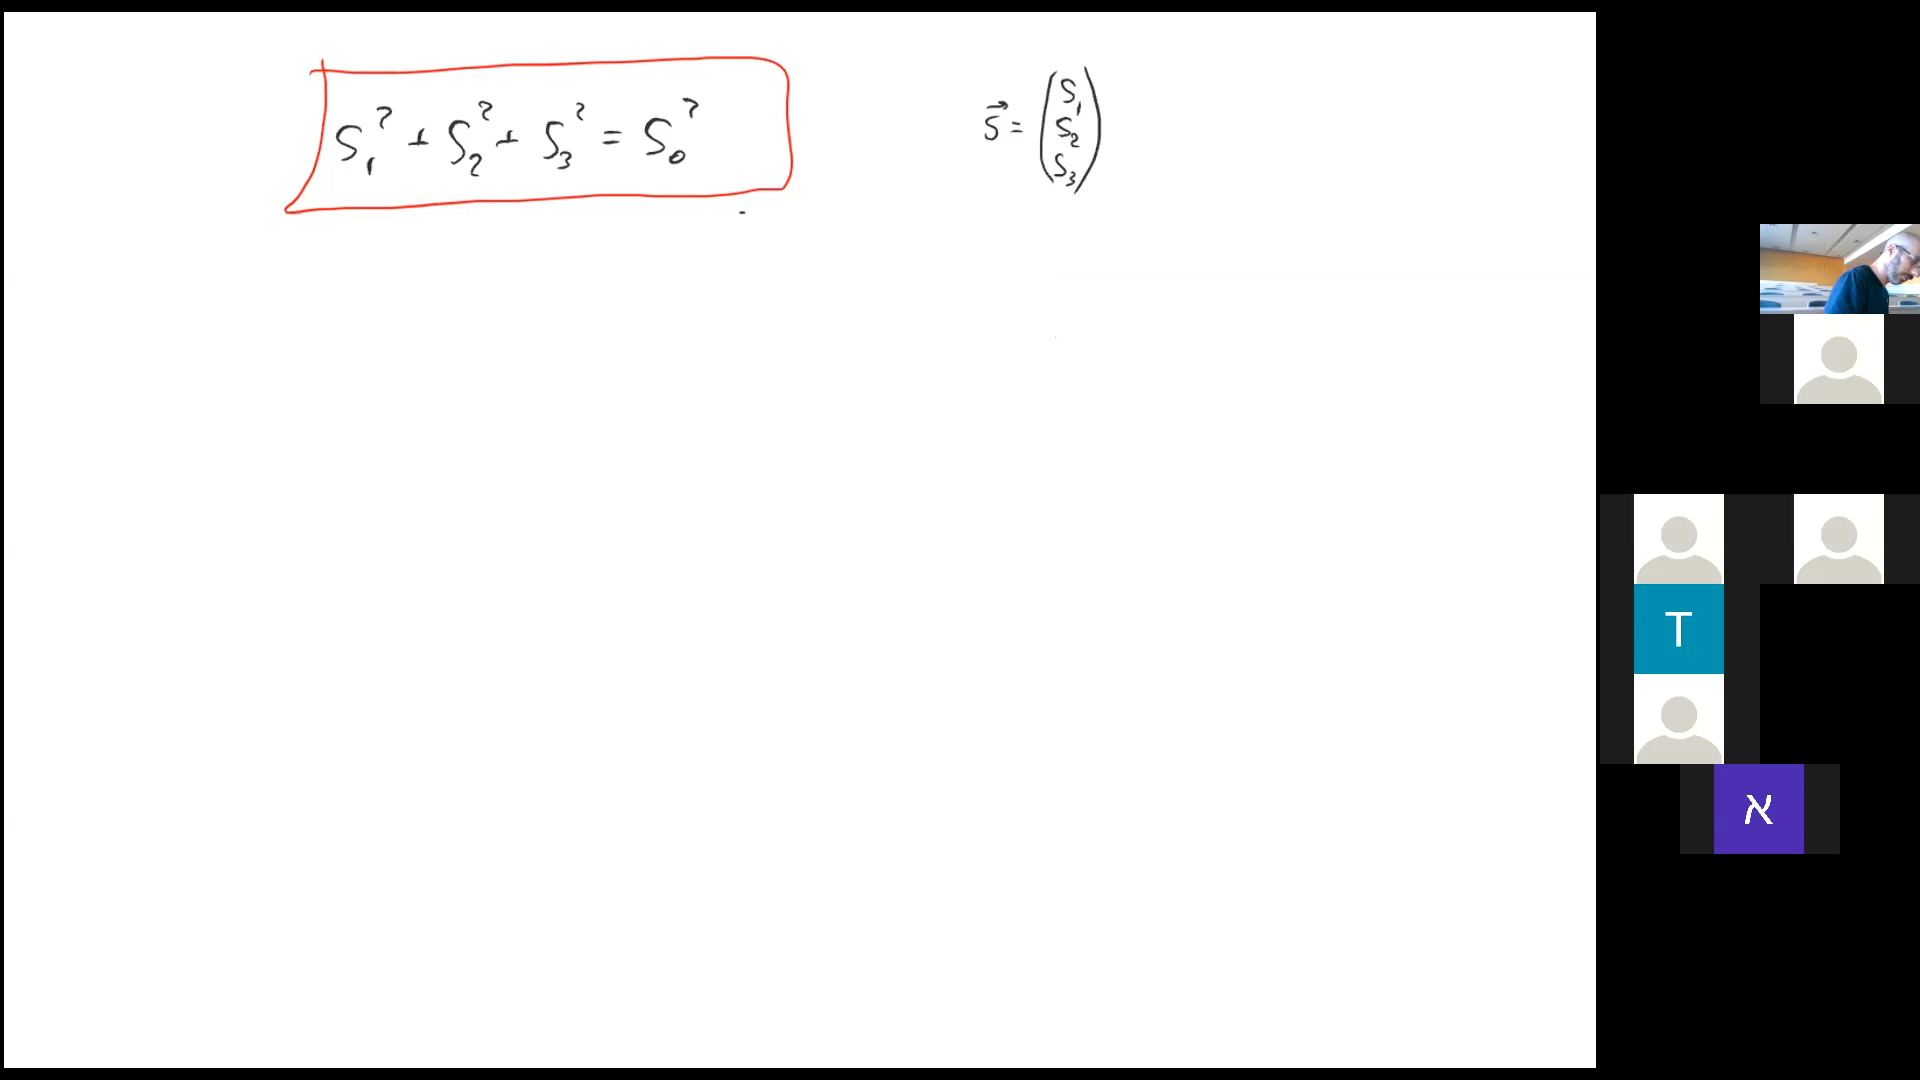 S₁² + S₂² + S₃² = S₀²
S⃗ = (S₁ S₂ S₃)
T
א